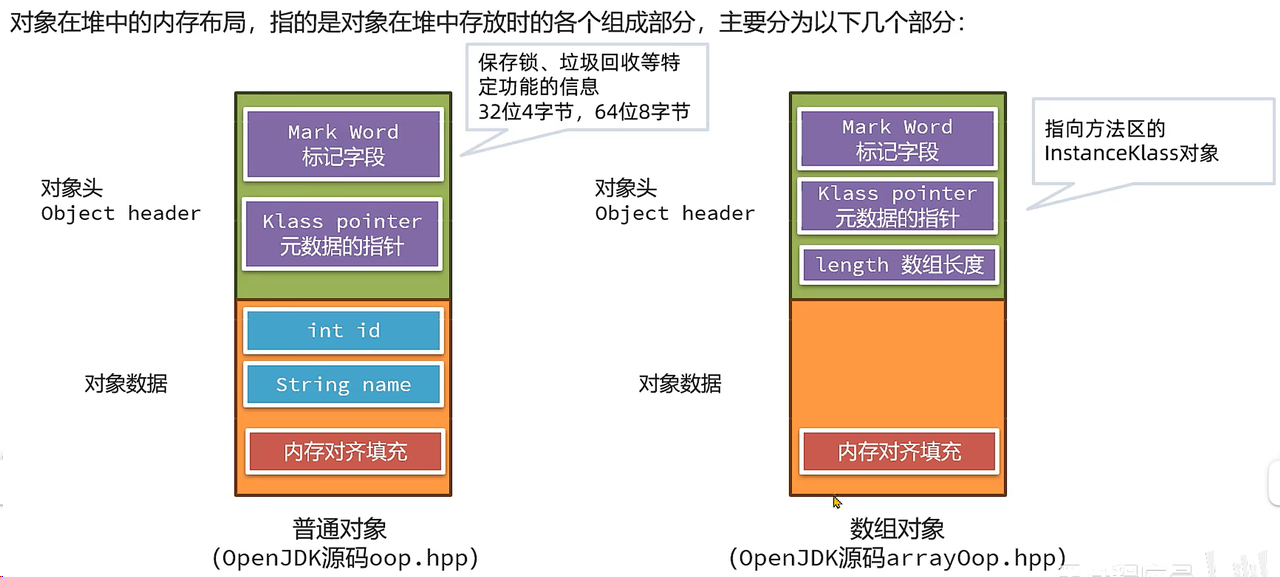 对象在堆中的内存布局，指的是对象在堆中存放时的各个组成部分，主要分为以下几个部分：
保存锁、垃圾回收等特
定功能的信息
32位4字节，64位8字节
Mark Word
标记字段
Klass pointer
元数据的指针
对象头
Object header
int id
String name
对象数据
内存对齐填充
普通对象
(OpenJDK源码oop.hpp)
指向方法区的
InstanceKlass对象
Mark Word
标记字段
Klass pointer
元数据的指针
length 数组长度
对象头
Object header
对象数据
内存对齐填充
数组对象
(OpenJDK源码arrayOop.hpp)